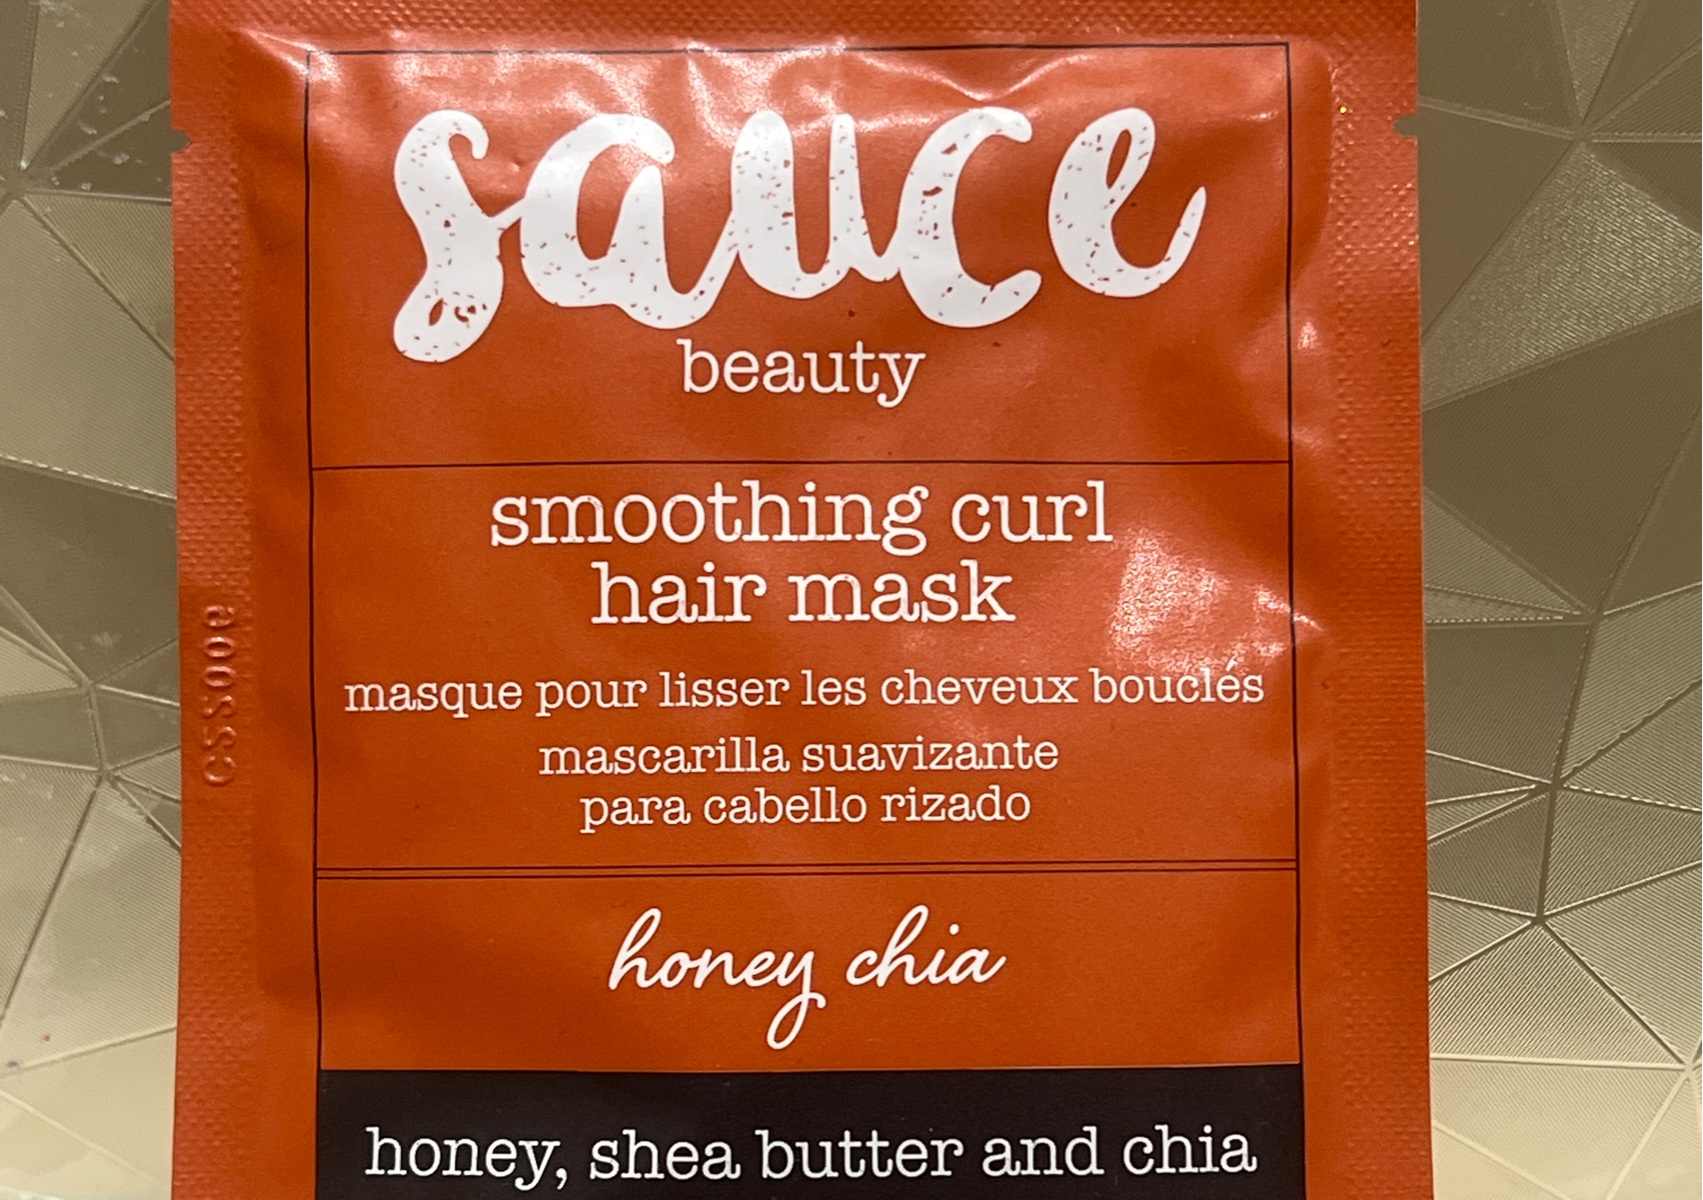 sauce
beauty
smoothing curl
hair mask
masque pour lisser les cheveux bouclés
mascarilla suavizante
para cabello rizado
honey chia
honey, shea butter and chia